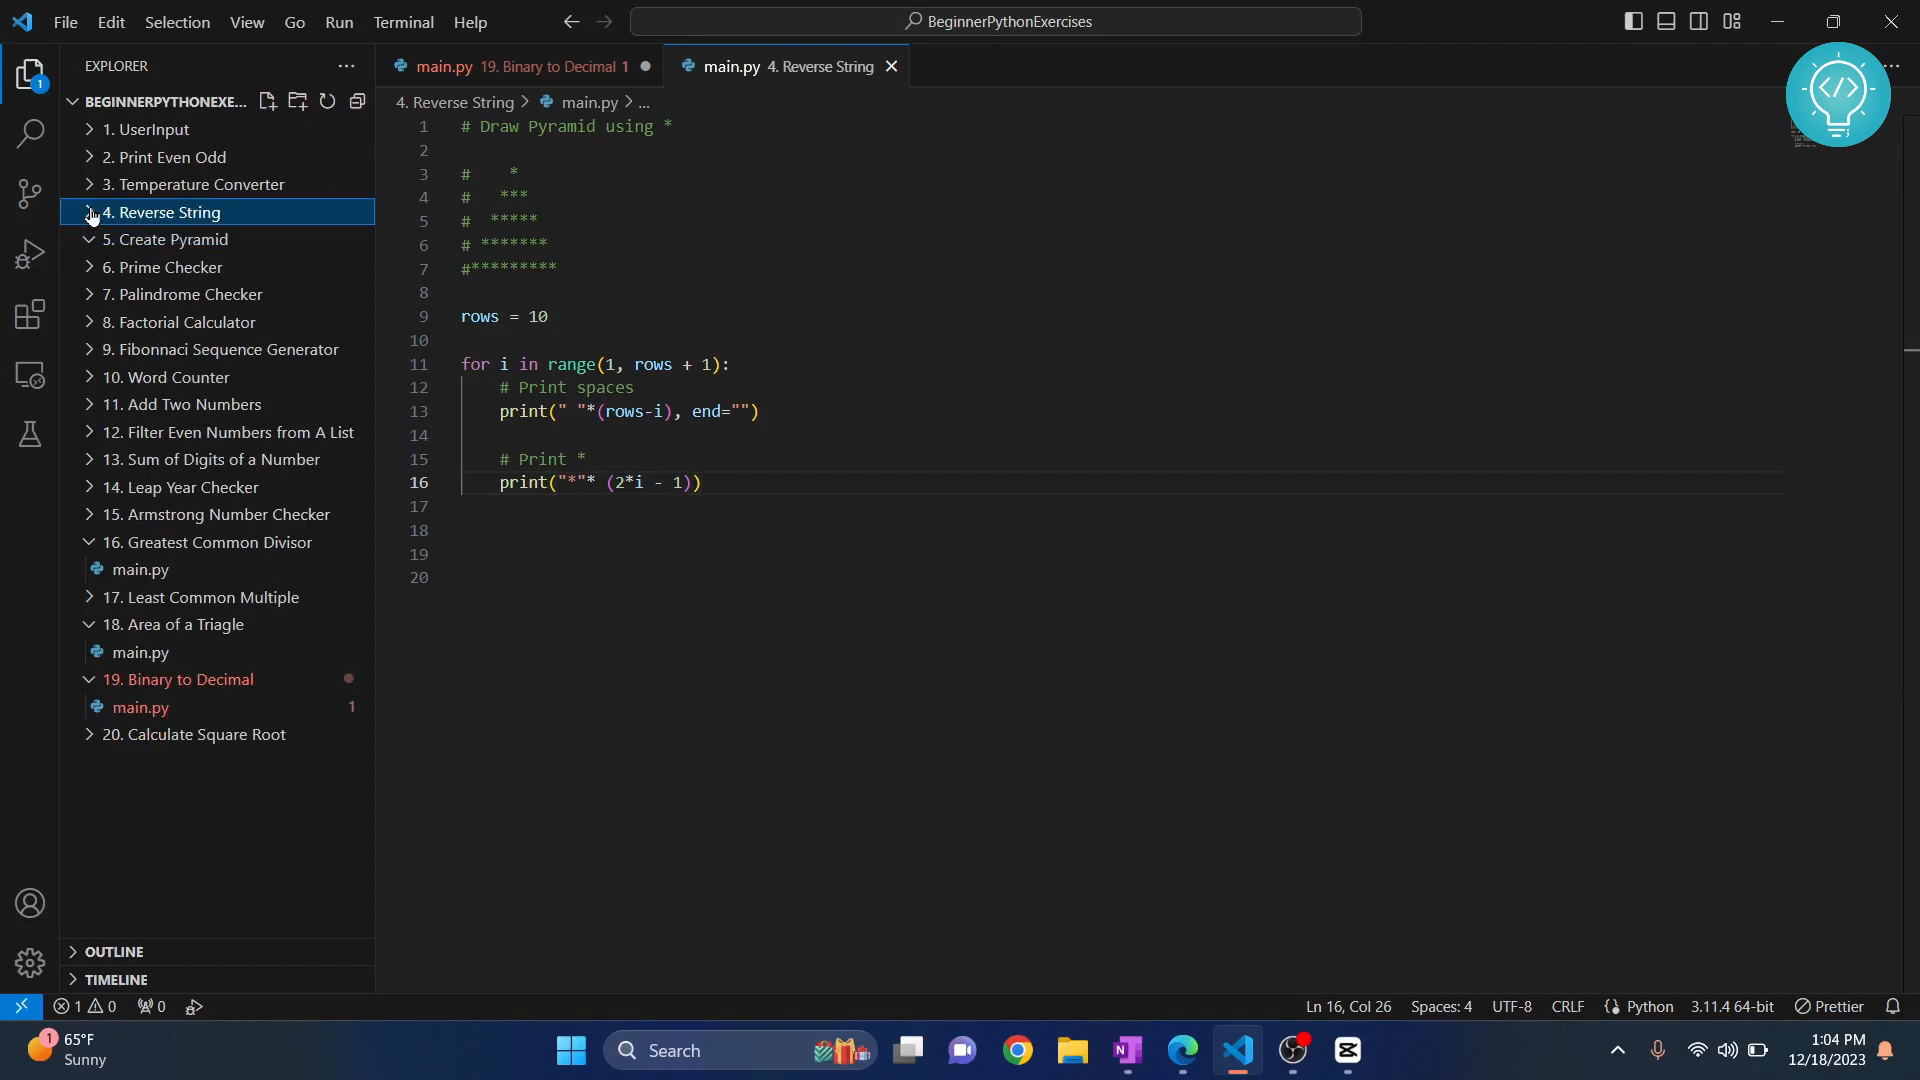 File Edit Selection View Go Run Terminal Help
BeginnerPythonExercises
EXPLORER
main.py 19. Binary to Decimal 1
main.py 4. Reverse String
BEGINNERPYTHONEXE...
4. Reverse String > main.py > ...
1. UserInput
2. Print Even Odd
3. Temperature Converter
4. Reverse String
5. Create Pyramid
6. Prime Checker
7. Palindrome Checker
8. Factorial Calculator
9. Fibonnaci Sequence Generator
10. Word Counter
11. Add Two Numbers
12. Filter Even Numbers from A List
13. Sum of Digits of a Number
14. Leap Year Checker
15. Armstrong Number Checker
16. Greatest Common Divisor
main.py
17. Least Common Multiple
18. Area of a Triagle
main.py
19. Binary to Decimal
main.py 1
20. Calculate Square Root
OUTLINE
TIMELINE
1 # Draw Pyramid using *
2
3 #    *
4 #   ***
5 #  *****
6 # *******
7 #*********
8
9 rows = 10
10
11 for i in range(1, rows + 1):
12     # Print spaces
13     print(" "*(rows-i), end="")
14
15     # Print *
16     print("*"* (2*i - 1))
17
18
19
20
1 0 0
Ln 16, Col 26 Spaces: 4 UTF-8 CRLF Python 3.11.4 64-bit Prettier
1
65°F
Sunny
Search
1:04 PM
12/18/2023